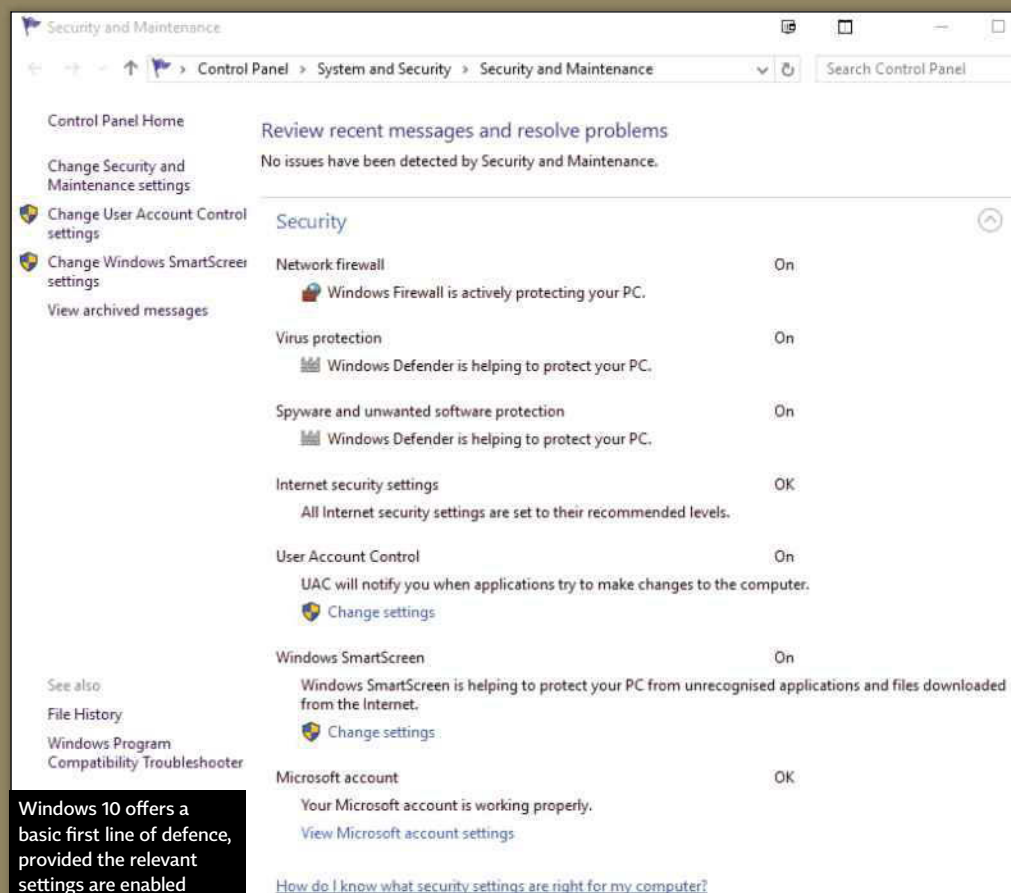 Security and Maintenance
Control Panel > System and Security > Security and Maintenance
Search Control Panel
Control Panel Home
Change Security and
Maintenance settings
Change User Account Control
settings
Change Windows SmartScreen
settings
View archived messages
See also
File History
Windows Program
Compatibility Troubleshooter
Review recent messages and resolve problems
No issues have been detected by Security and Maintenance.
Security
Network firewall On
Windows Firewall is actively protecting your PC.
Virus protection On
Windows Defender is helping to protect your PC.
Spyware and unwanted software protection On
Windows Defender is helping to protect your PC.
Internet security settings OK
All Internet security settings are set to their recommended levels.
User Account Control On
UAC will notify you when applications try to make changes to the computer.
Change settings
Windows SmartScreen On
Windows SmartScreen is helping to protect your PC from unrecognised applications and files downloaded
from the Internet.
Change settings
Microsoft account OK
Your Microsoft account is working properly.
View Microsoft account settings
How do I know what security settings are right for my computer?
Windows 10 offers a
basic first line of defence,
provided the relevant
settings are enabled